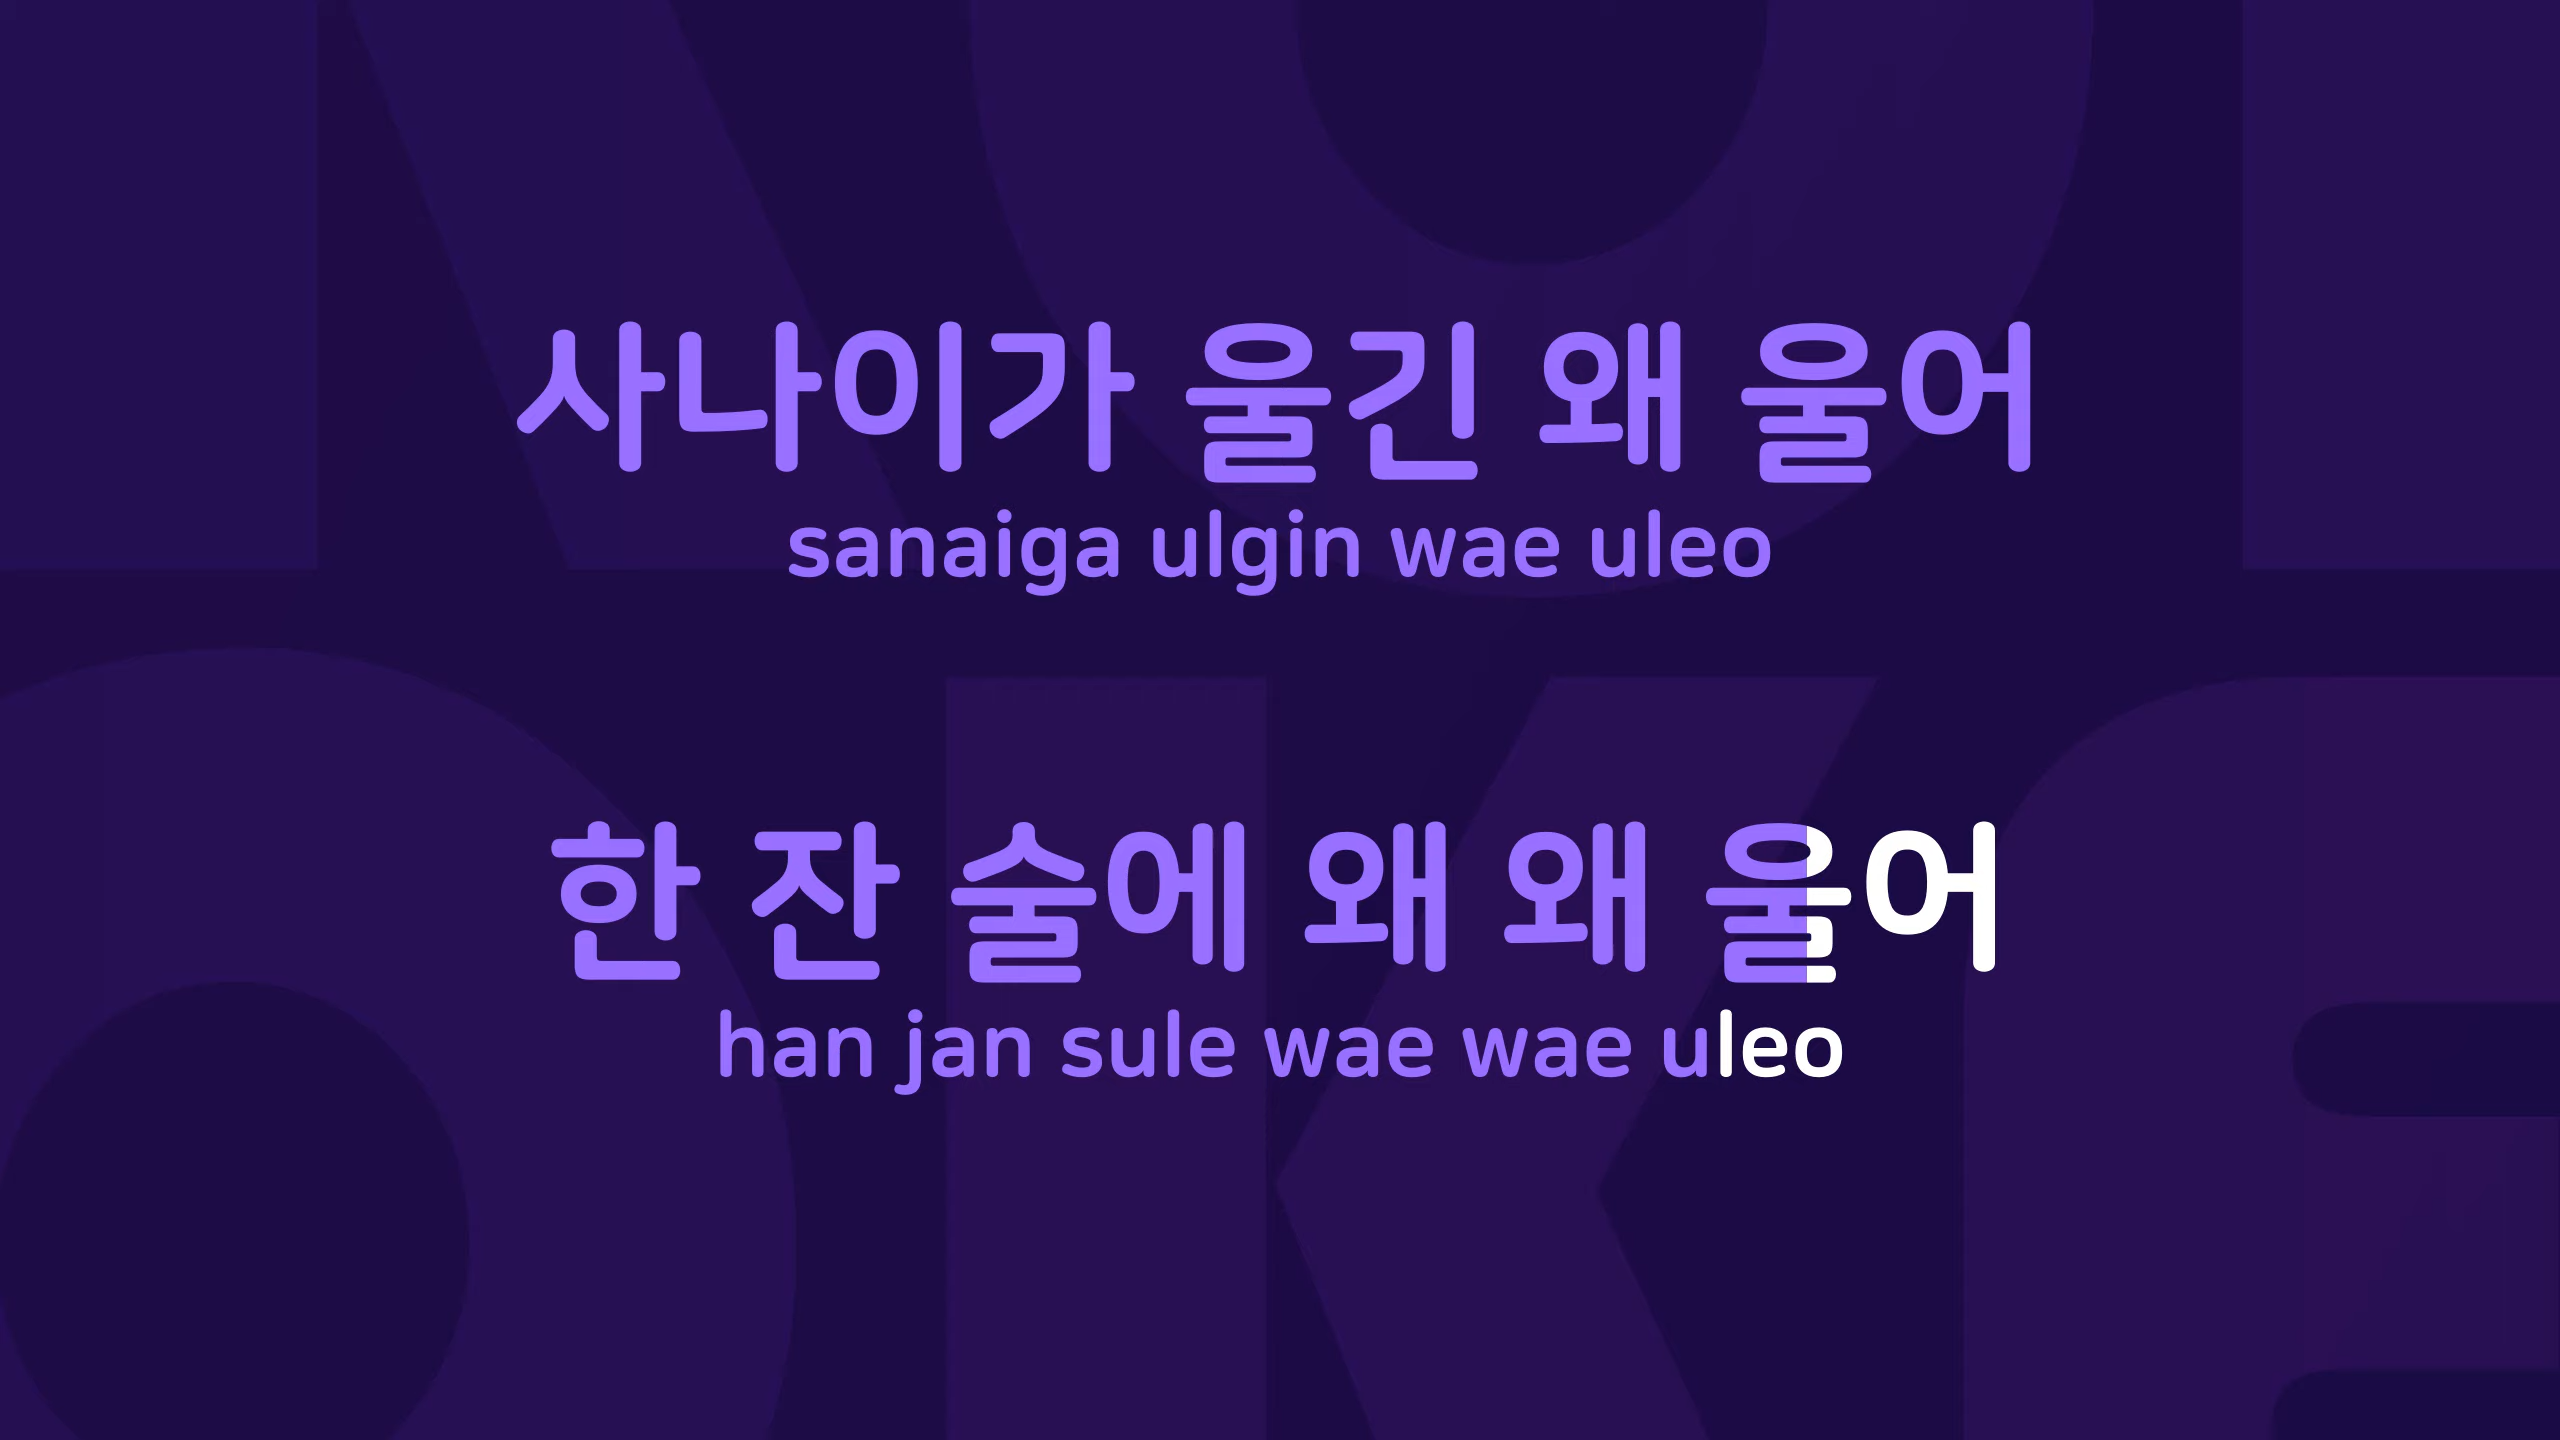 사나이가 울긴 왜 울어
sanaiga ulgin wae uleo
한 잔 술에 왜 왜 울어
han jan sule wae wae uleo